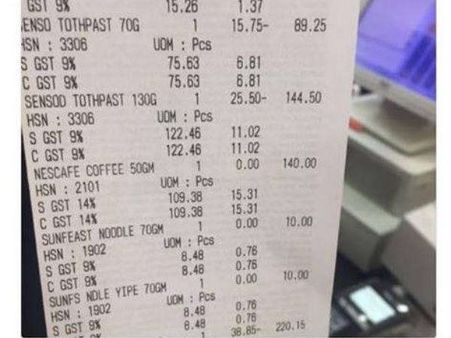 GST 9% 15.26 1.37
SENSO TOTHPAST 70G 1 15.75- 89.25
HSN : 3306 UOM : Pcs
S GST 9% 75.63 6.81
C GST 9% 75.63 6.81
SENSOD TOTHPAST 130G 1 25.50- 144.50
HSN : 3306 UOM : Pcs
S GST 9% 122.46 11.02
C GST 9% 122.46 11.02
NESCAFE COFFEE 50GM 1 0.00 140.00
HSN : 2101 UOM : Pcs
S GST 14% 109.38 15.31
C GST 14% 109.38 15.31
SUNFEAST NOODLE 70GM 1 0.00 10.00
HSN : 1902 UOM : Pcs
S GST 9% 8.48 0.76
C GST 9% 8.48 0.76
SUNFS NDLE YIPE 70GM 1 0.00 10.00
HSN : 1902 UOM : Pcs
S GST 9% 8.48 0.76
8.48 0.76
1 38.85- 220.15